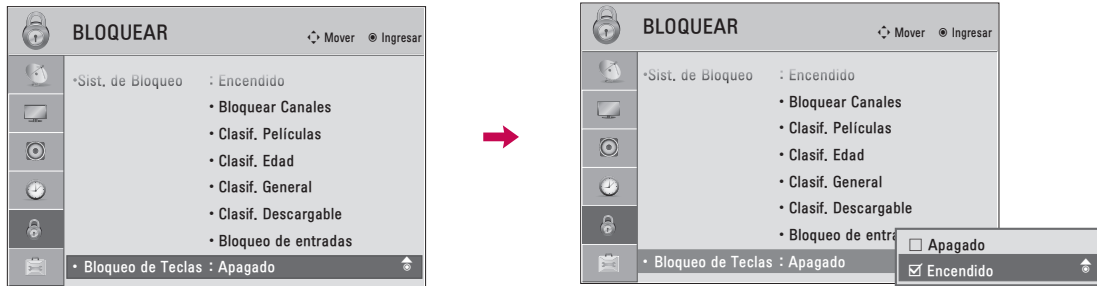 BLOQUEAR
Mover Ingresar
•Sist. de Bloqueo : Encendido
• Bloquear Canales
• Clasif. Películas
• Clasif. Edad
• Clasif. General
• Clasif. Descargable
• Bloqueo de entradas
• Bloqueo de Teclas : Apagado
BLOQUEAR
Mover Ingresar
•Sist. de Bloqueo : Encendido
• Bloquear Canales
• Clasif. Películas
• Clasif. Edad
• Clasif. General
• Clasif. Descargable
• Bloqueo de entra
• Bloqueo de Teclas : Apagado
☐ Apagado
☑ Encendido